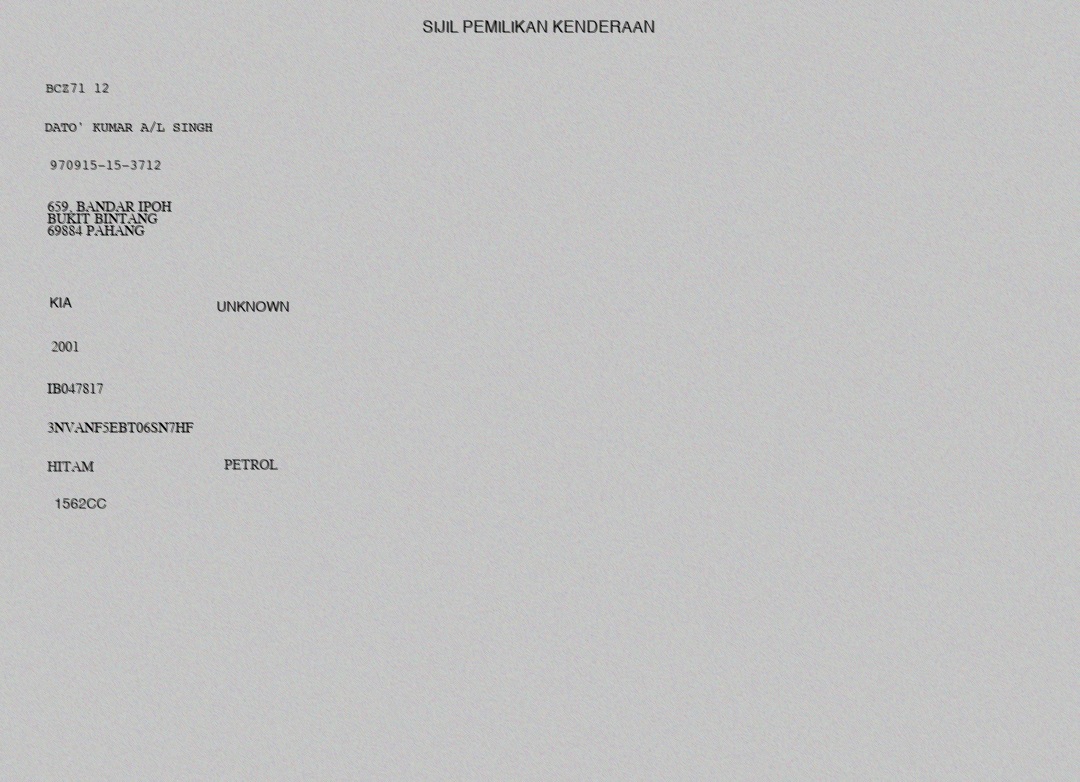 SIJIL PEMILIKAN KENDERAAN
BCZ71 12
DATO' KUMAR A/L SINGH
970915-15-3712
659, BANDAR IPOH
BUKIT BINTANG
69884 PAHANG
KIA UNKNOWN
2001
IB047817
3NVANF5EBT06SN7HF
HITAM PETROL
1562CC